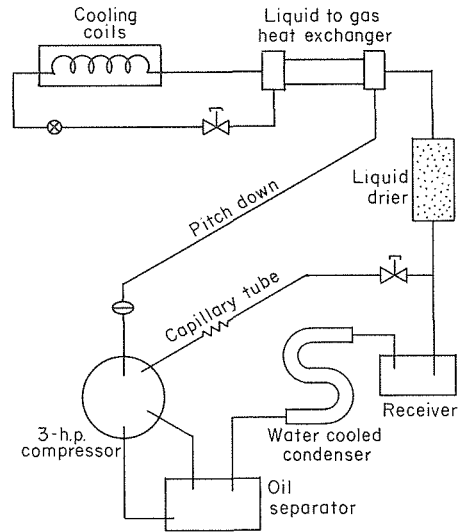 Cooling
coils
Liquid to gas
heat exchanger
Liquid
drier
Pitch down
Capillary tube
Receiver
3-h.p.
compressor
Water cooled
condenser
Oil
separator